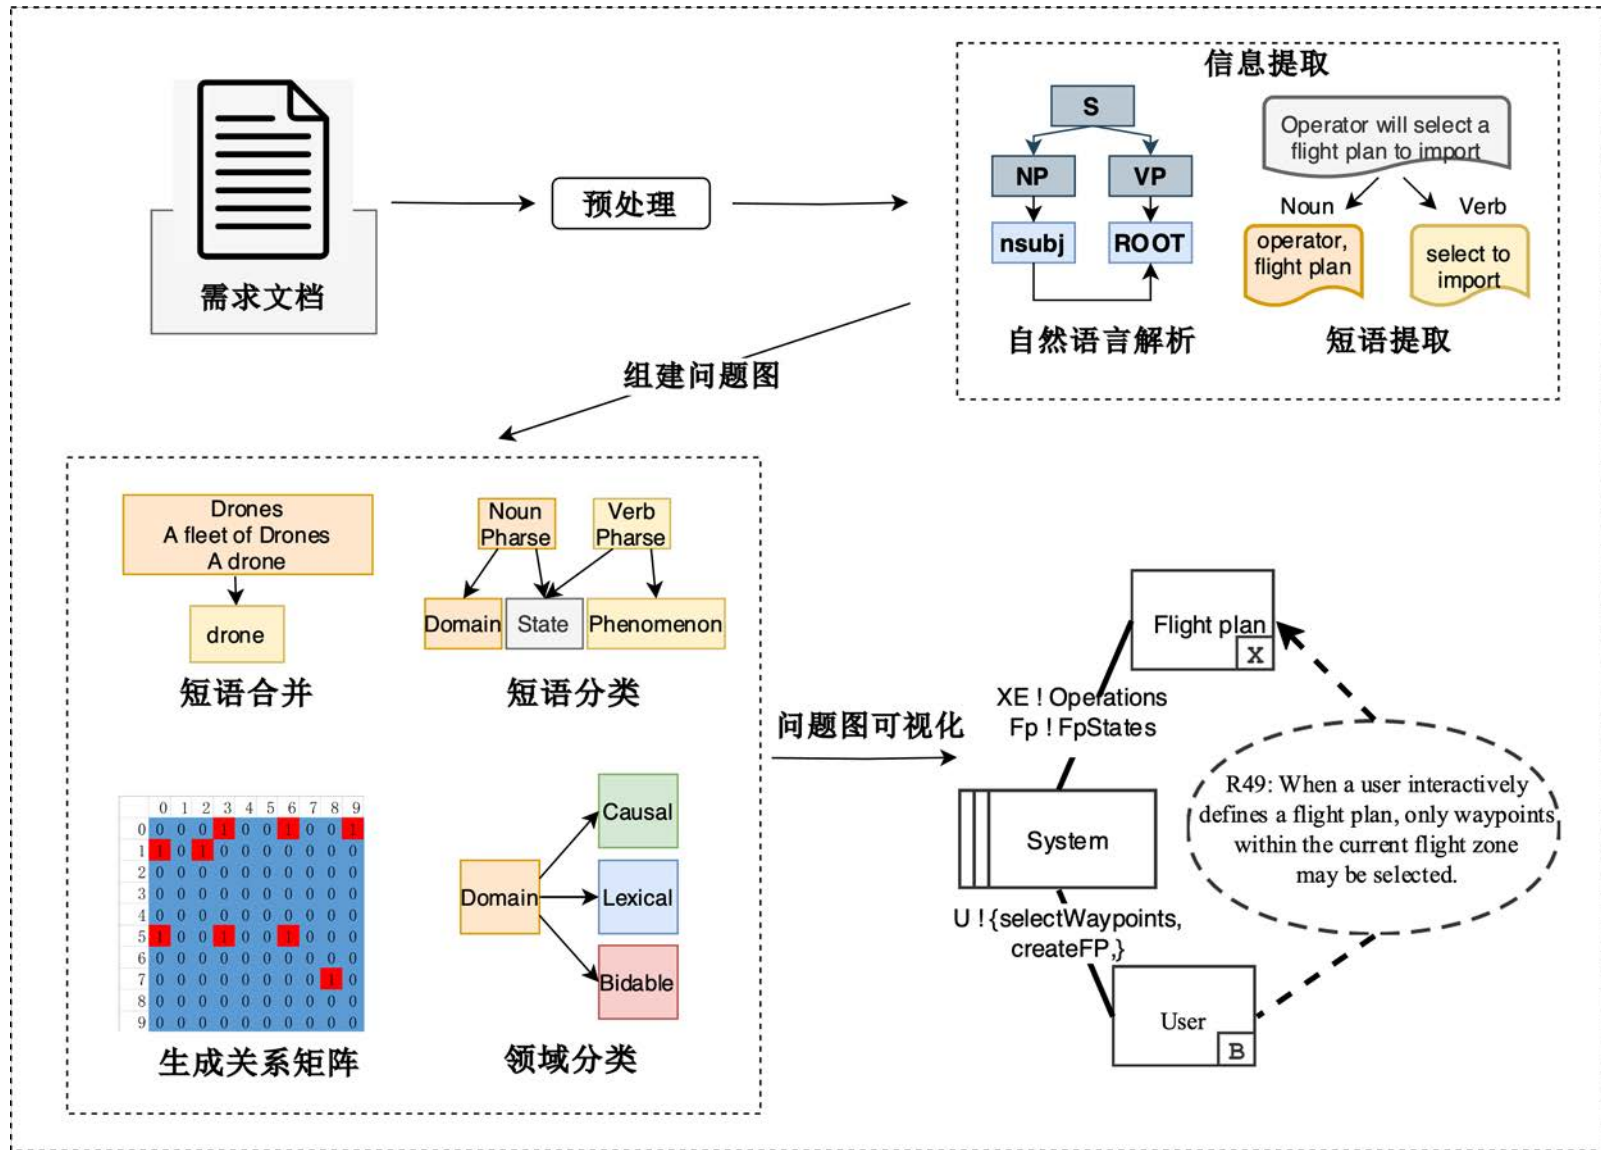 信息提取
S
NP
VP
nsubj
ROOT
自然语言解析
Operator will select a
flight plan to import
Noun
Verb
operator,
flight plan
select to
import
短语提取
需求文档
预处理
组建问题图
Drones
A fleet of Drones
A drone
drone
短语合并
Noun
Pharse
Verb
Pharse
Domain
State
Phenomenon
短语分类
0 1 2 3 4 5 6 7 8 9
0 0 0 0 1 0 0 1 0 0 1
1 1 0 1 0 0 0 0 0 0 0
2 0 0 0 0 0 0 0 0 0 0
3 0 0 0 0 0 0 0 0 0 0
4 0 0 0 0 0 0 0 0 0 0
5 1 0 0 1 0 0 1 0 0 0
6 0 0 0 0 0 0 0 0 0 0
7 0 0 0 0 0 0 0 0 1 0
8 0 0 0 0 0 0 0 0 0 0
9 0 0 0 0 0 0 0 0 0 0
生成关系矩阵
Domain
Causal
Lexical
Bidable
领域分类
问题图可视化
Flight plan
X
XE ! Operations
Fp ! FpStates
System
U ! {selectWaypoints,
createFP,}
User
B
R49: When a user interactively
defines a flight plan, only waypoints
within the current flight zone
may be selected.